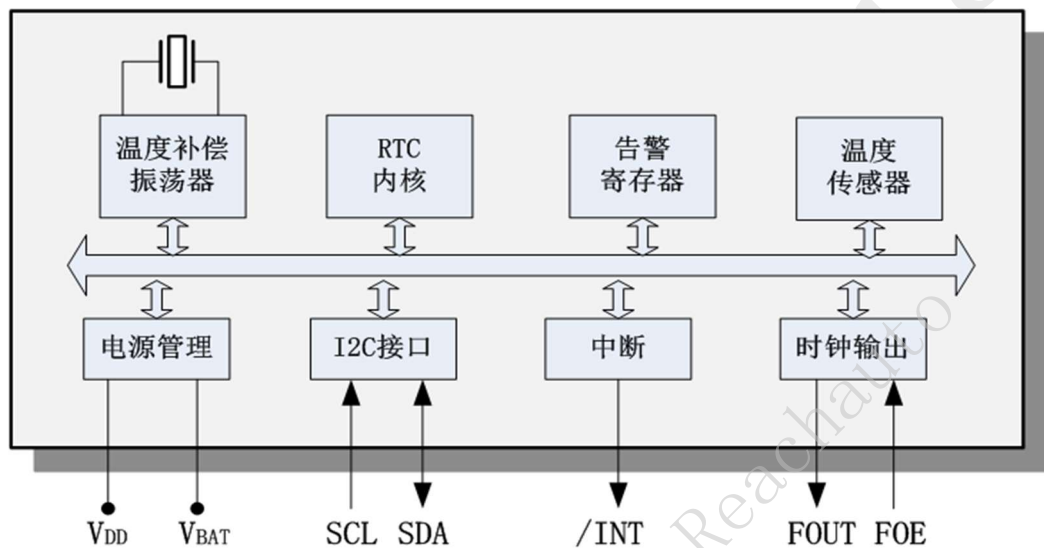 温度补偿
振荡器
RTC
内核
告警
寄存器
温度
传感器
电源管理
I2C接口
中断
时钟输出
VDD
VBAT
SCL
SDA
/INT
FOUT
FOE
Reachauto